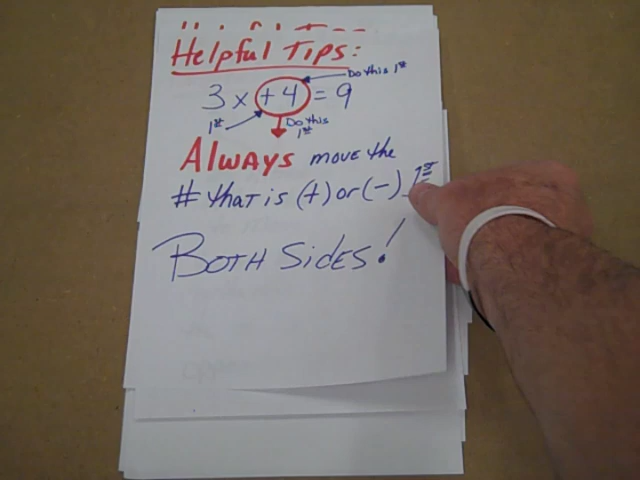 Helpful Tips:
Do this 1st
3x + 4 = 9
1st
Do this
1st
Always move the
# that is (+) or (-) 1st
Both Sides!